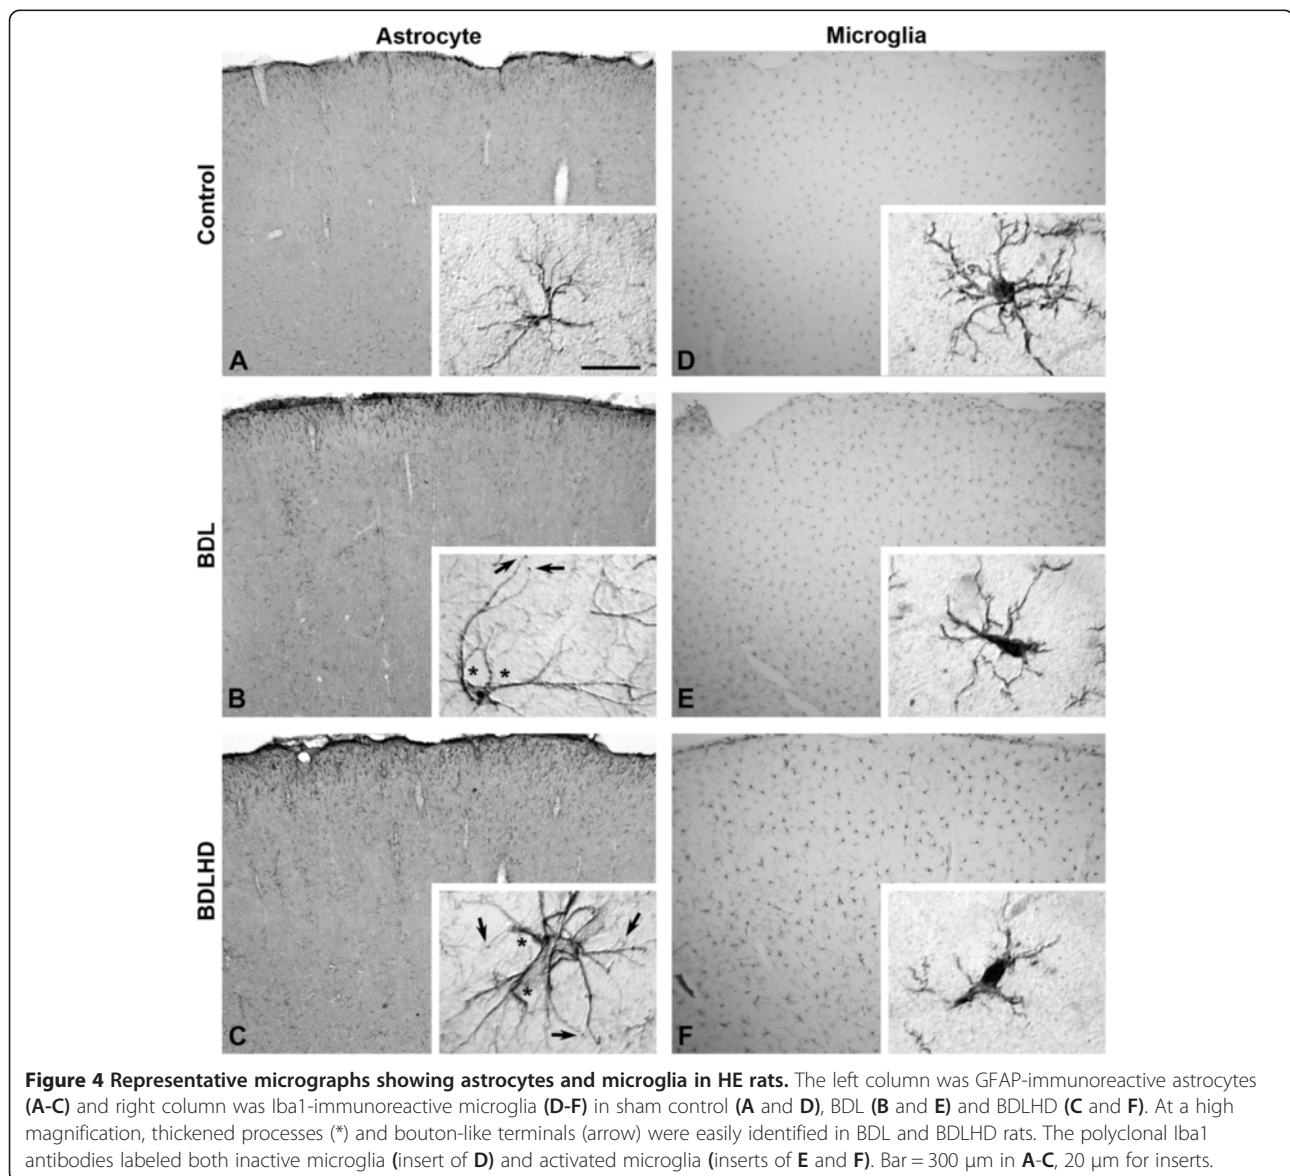 Astrocyte
Microglia
Control
A
D
BDL
B
*
*
E
BDLHD
C
*
*
F
Figure 4 Representative micrographs showing astrocytes and microglia in HE rats. The left column was GFAP-immunoreactive astrocytes
(A-C) and right column was Iba1-immunoreactive microglia (D-F) in sham control (A and D), BDL (B and E) and BDLHD (C and F). At a high
magnification, thickened processes (*) and bouton-like terminals (arrow) were easily identified in BDL and BDLHD rats. The polyclonal Iba1
antibodies labeled both inactive microglia (insert of D) and activated microglia (inserts of E and F). Bar = 300 μm in A-C, 20 μm for inserts.